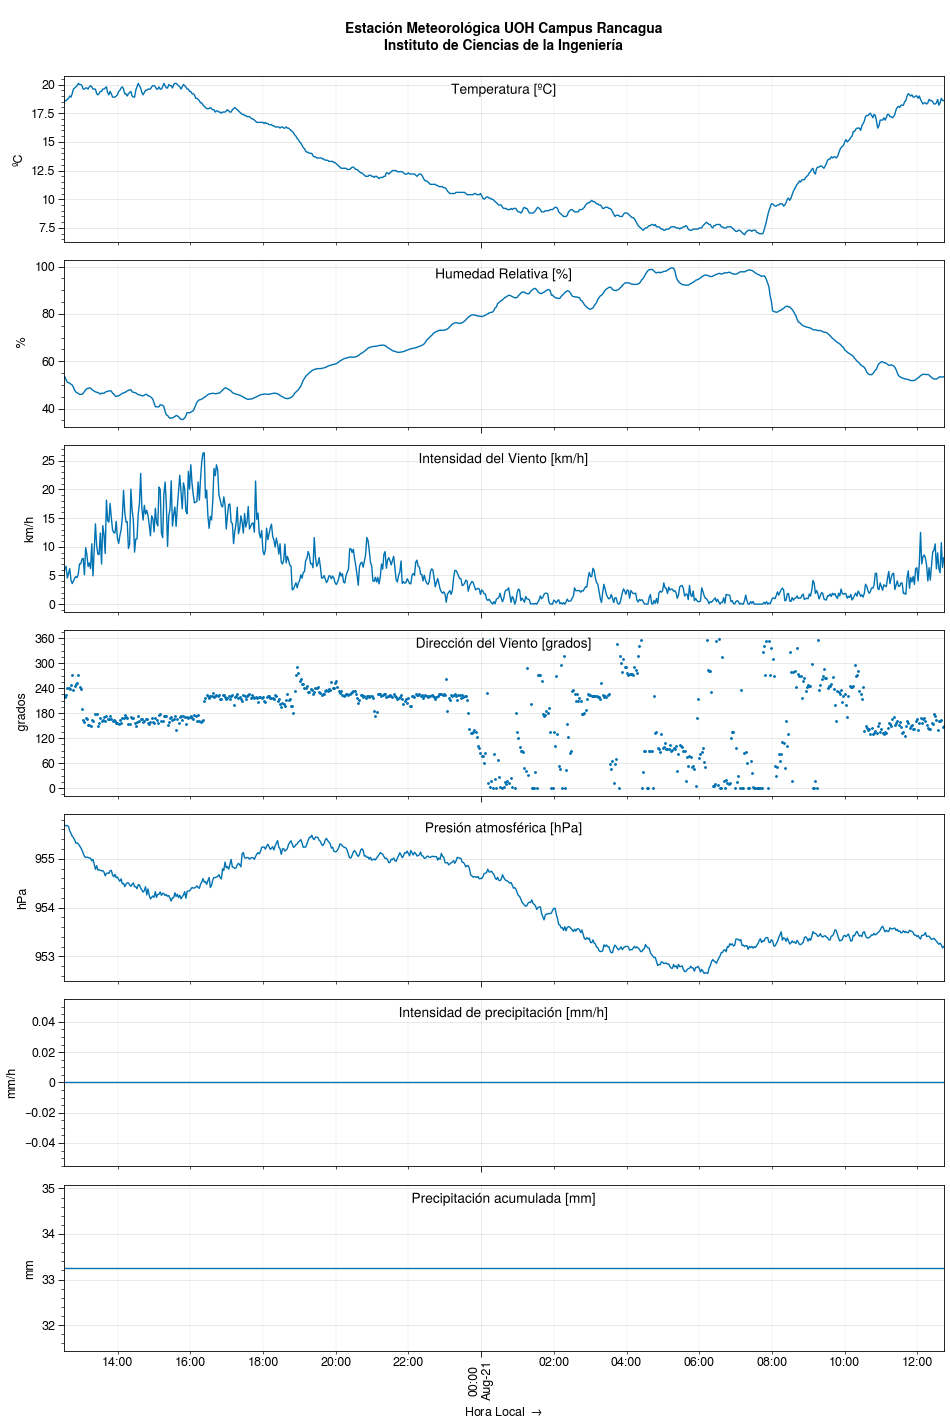 Estación Meteorológica UOH Campus Rancagua
Instituto de Ciencias de la Ingeniería
Temperatura [ºC]
ºC
20
17.5
15
12.5
10
7.5
Humedad Relativa [%]
%
100
80
60
40
Intensidad del Viento [km/h]
km/h
25
20
15
10
5
0
Dirección del Viento [grados]
grados
360
300
240
180
120
60
0
Presión atmosférica [hPa]
hPa
955
954
953
Intensidad de precipitación [mm/h]
mm/h
0.04
0.02
0
−0.02
−0.04
Precipitación acumulada [mm]
mm
35
34
33
32
14:00 16:00 18:00 20:00 22:00 00:00 02:00 04:00 06:00 08:00 10:00 12:00
Aug-21
Hora Local →